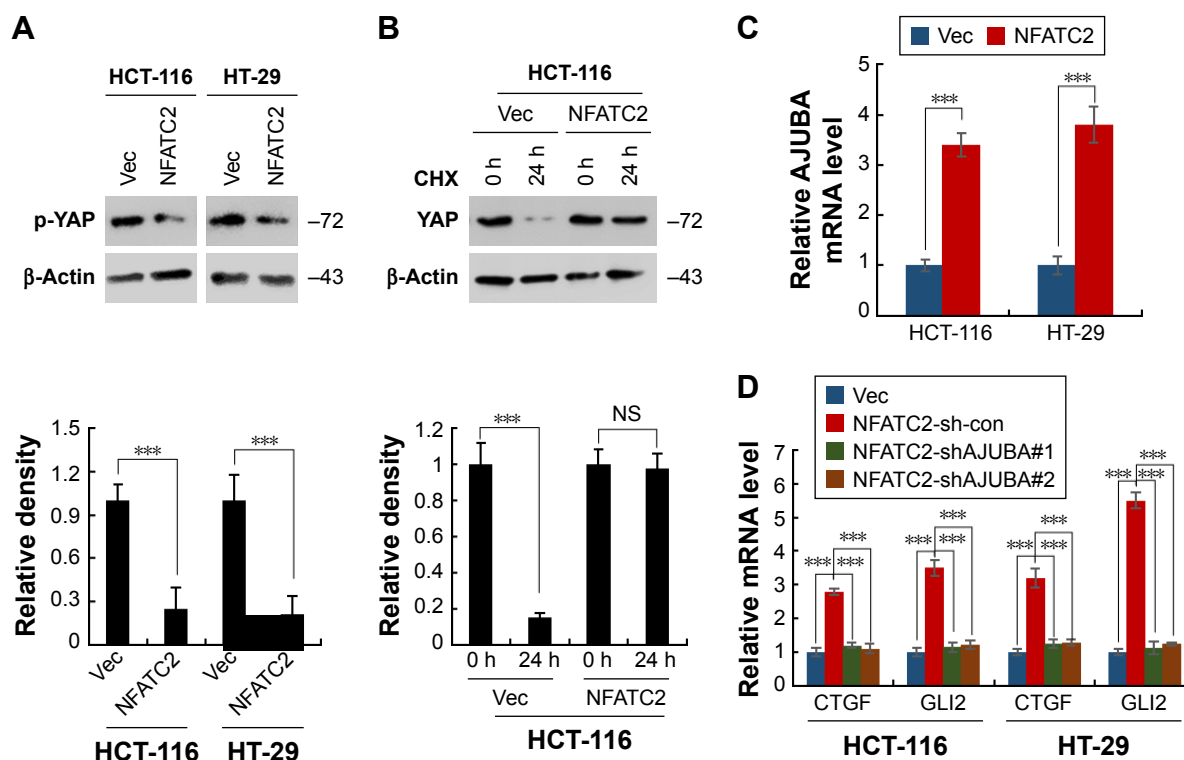 A
HCT-116 HT-29
Vec NFATC2 Vec NFATC2
p-YAP –72
β-Actin –43
Relative density
1.5
1.2
0.9
0.6
0.3
0
*** ***
Vec NFATC2 Vec NFATC2
HCT-116 HT-29
B
HCT-116
Vec NFATC2
CHX 0 h 24 h 0 h 24 h
YAP –72
β-Actin –43
Relative density
1.2
1
0.8
0.6
0.4
0.2
0
*** NS
0 h 24 h 0 h 24 h
Vec NFATC2
HCT-116
C
Vec NFATC2
Relative AJUBA
mRNA level
5
4
3
2
1
0
*** ***
HCT-116 HT-29
D
Vec
NFATC2-sh-con
NFATC2-shAJUBA#1
NFATC2-shAJUBA#2
Relative mRNA level
7
6
5
4
3
2
1
0
*** *** ***
*** *** ***
*** *** ***
*** *** ***
CTGF GLI2 CTGF GLI2
HCT-116 HT-29